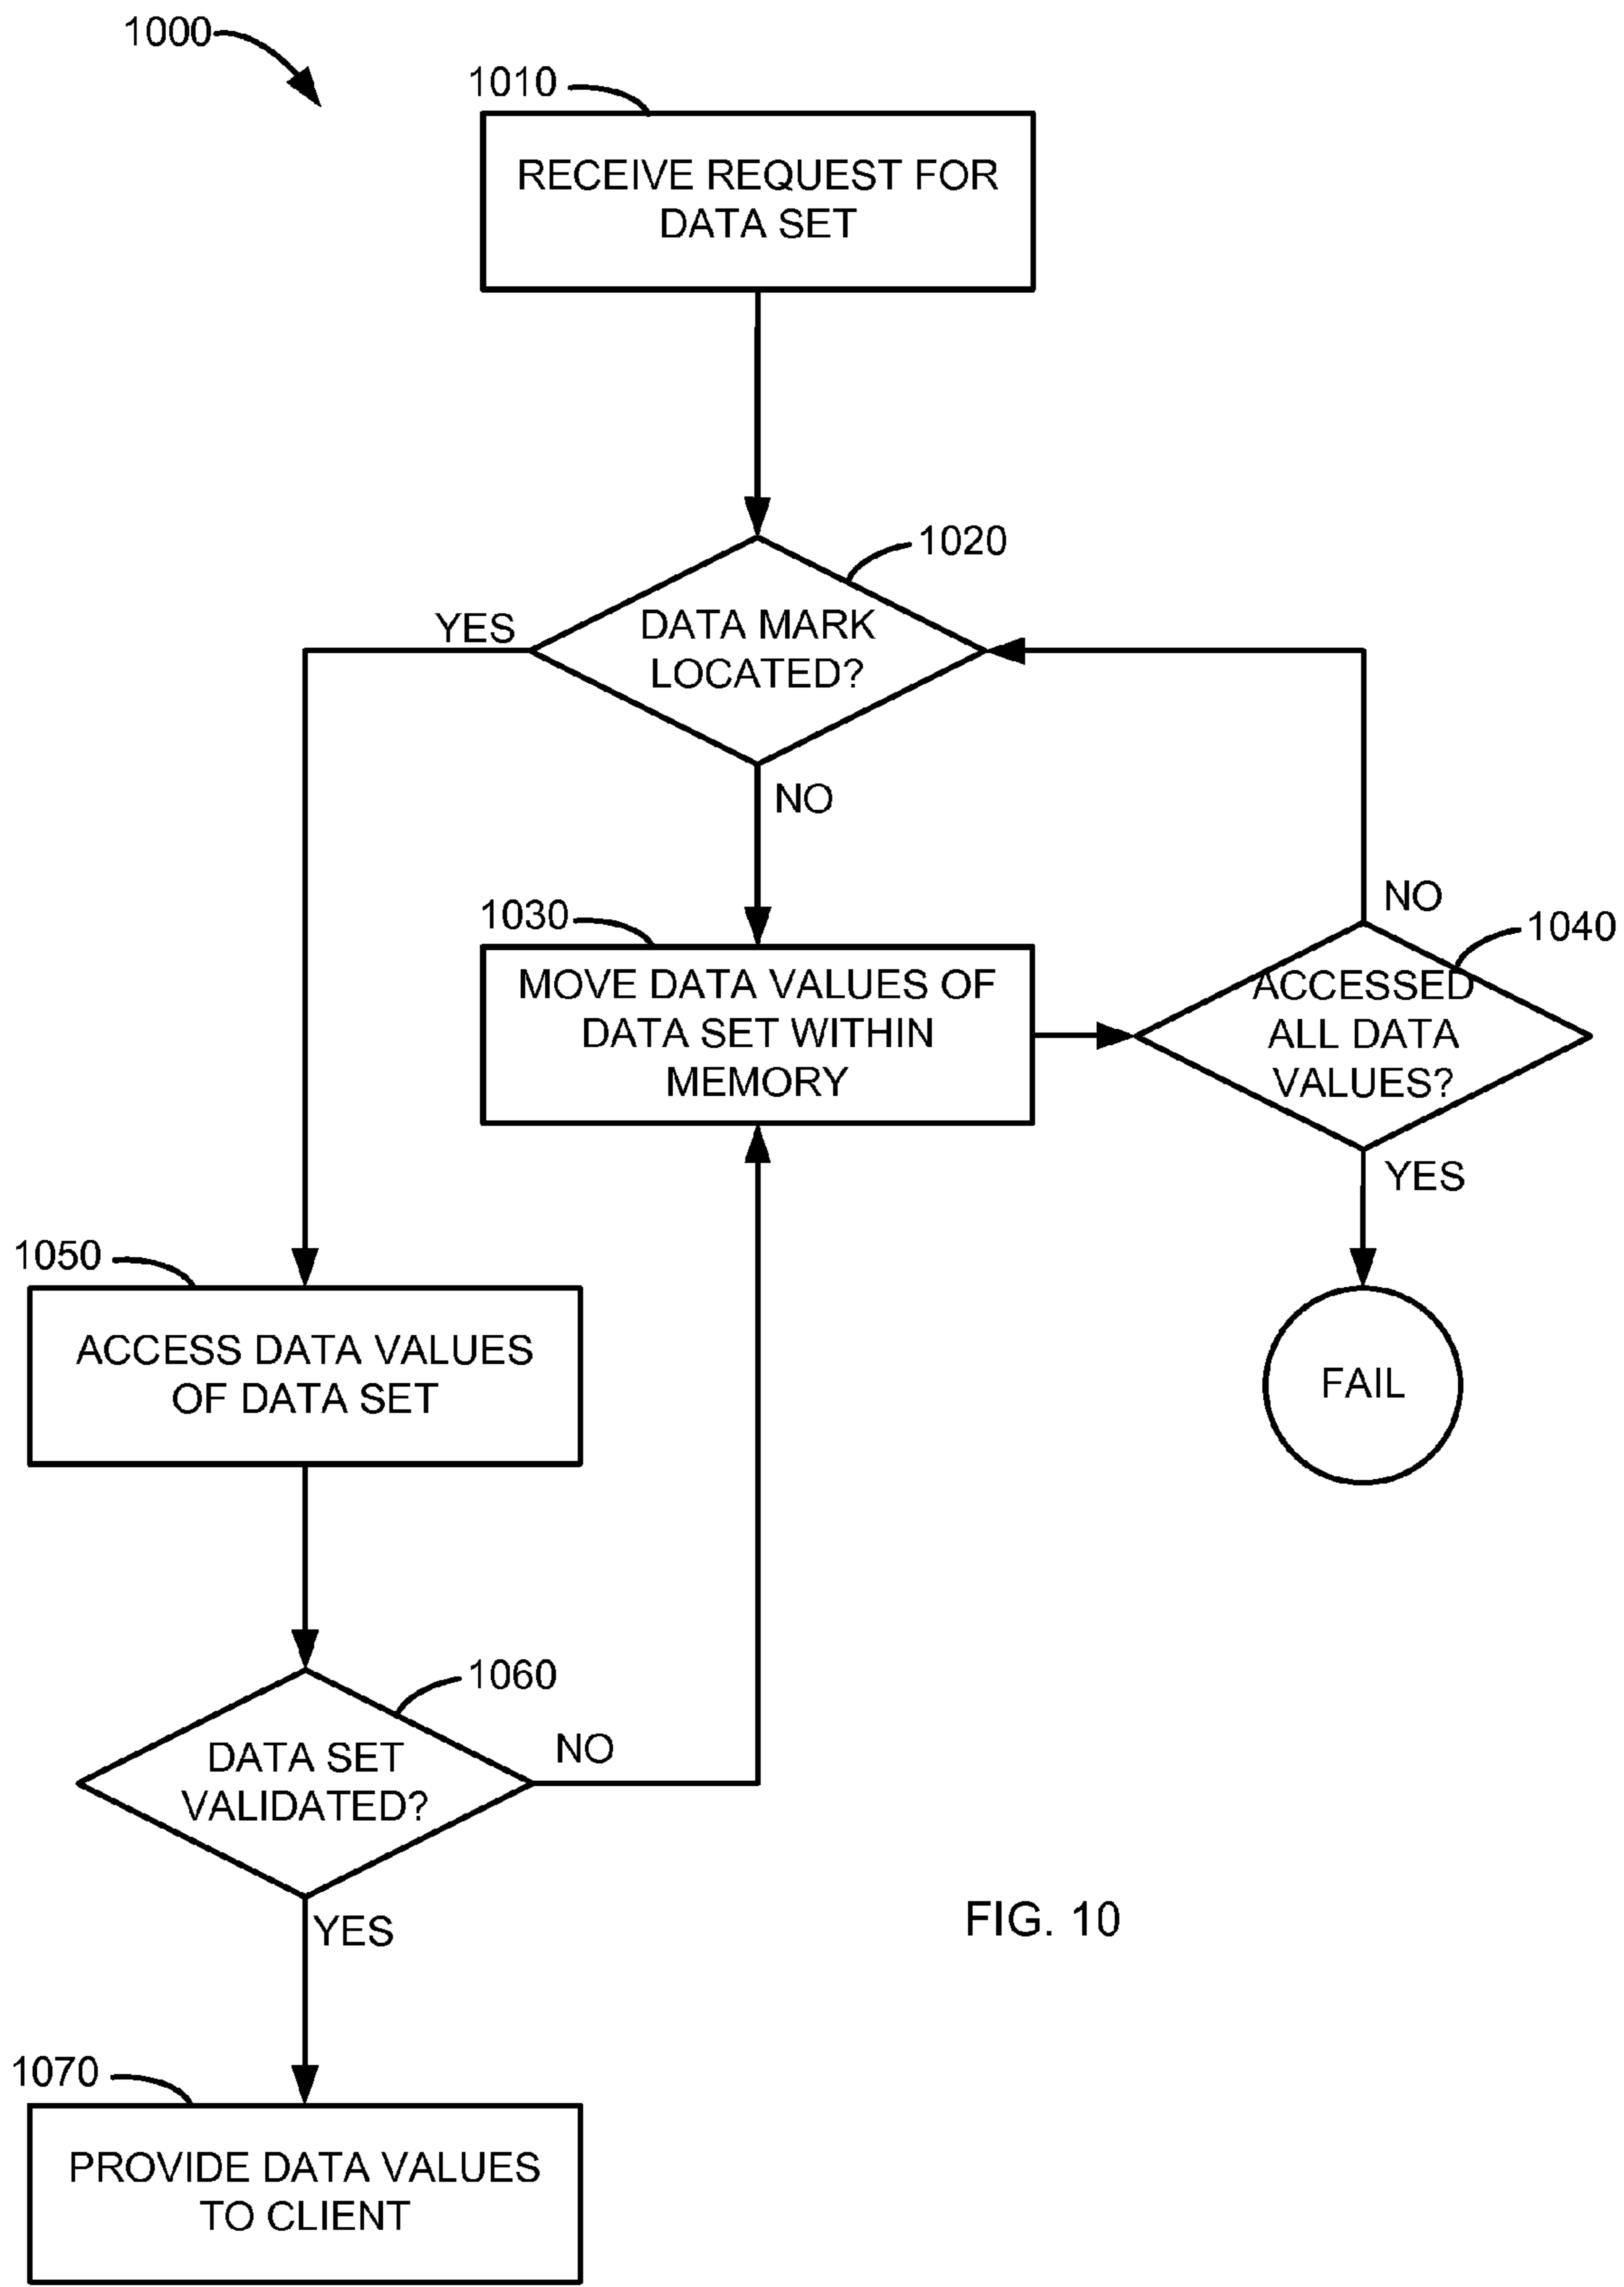 1000
1010
RECEIVE REQUEST FOR
DATA SET
1020
DATA MARK
LOCATED?
YES
NO
1030
MOVE DATA VALUES OF
DATA SET WITHIN
MEMORY
NO
1040
ACCESSED
ALL DATA
VALUES?
YES
FAIL
1050
ACCESS DATA VALUES
OF DATA SET
1060
DATA SET
VALIDATED?
NO
YES
FIG. 10
1070
PROVIDE DATA VALUES
TO CLIENT